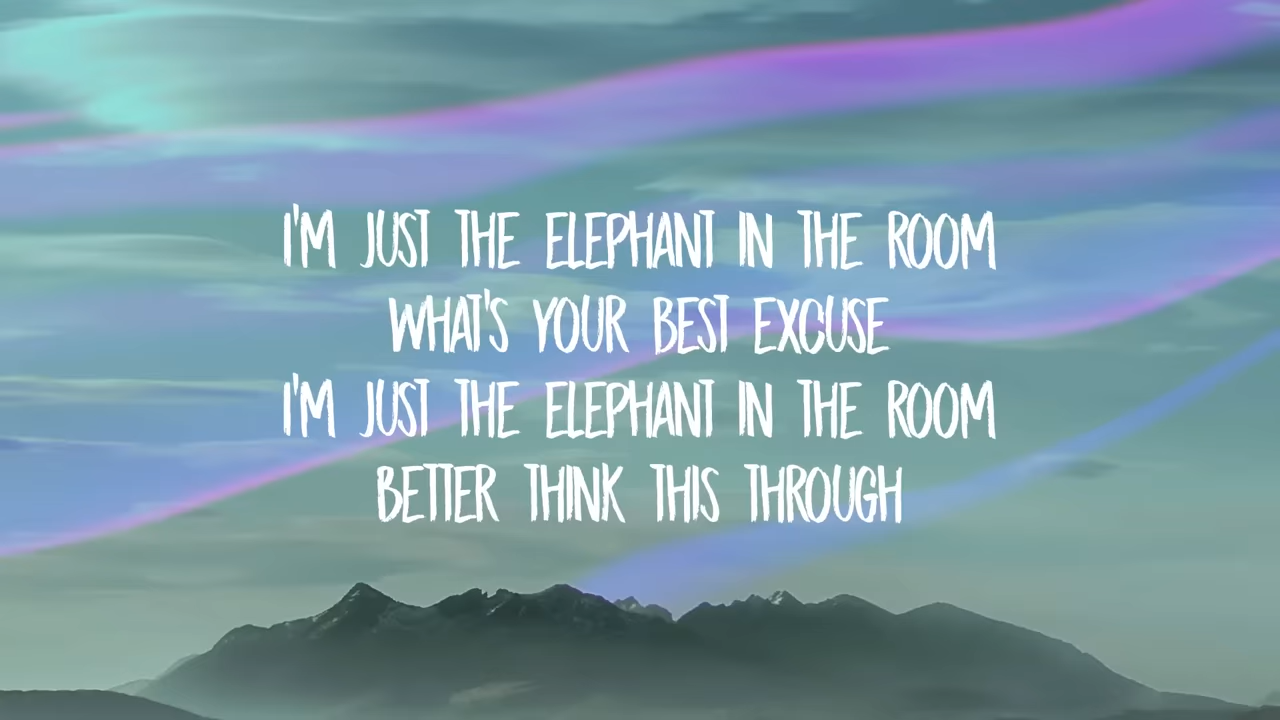 I'M JUST THE ELEPHANT IN THE ROOM
WHAT'S YOUR BEST EXCUSE
I'M JUST THE ELEPHANT IN THE ROOM
BETTER THINK THIS THROUGH